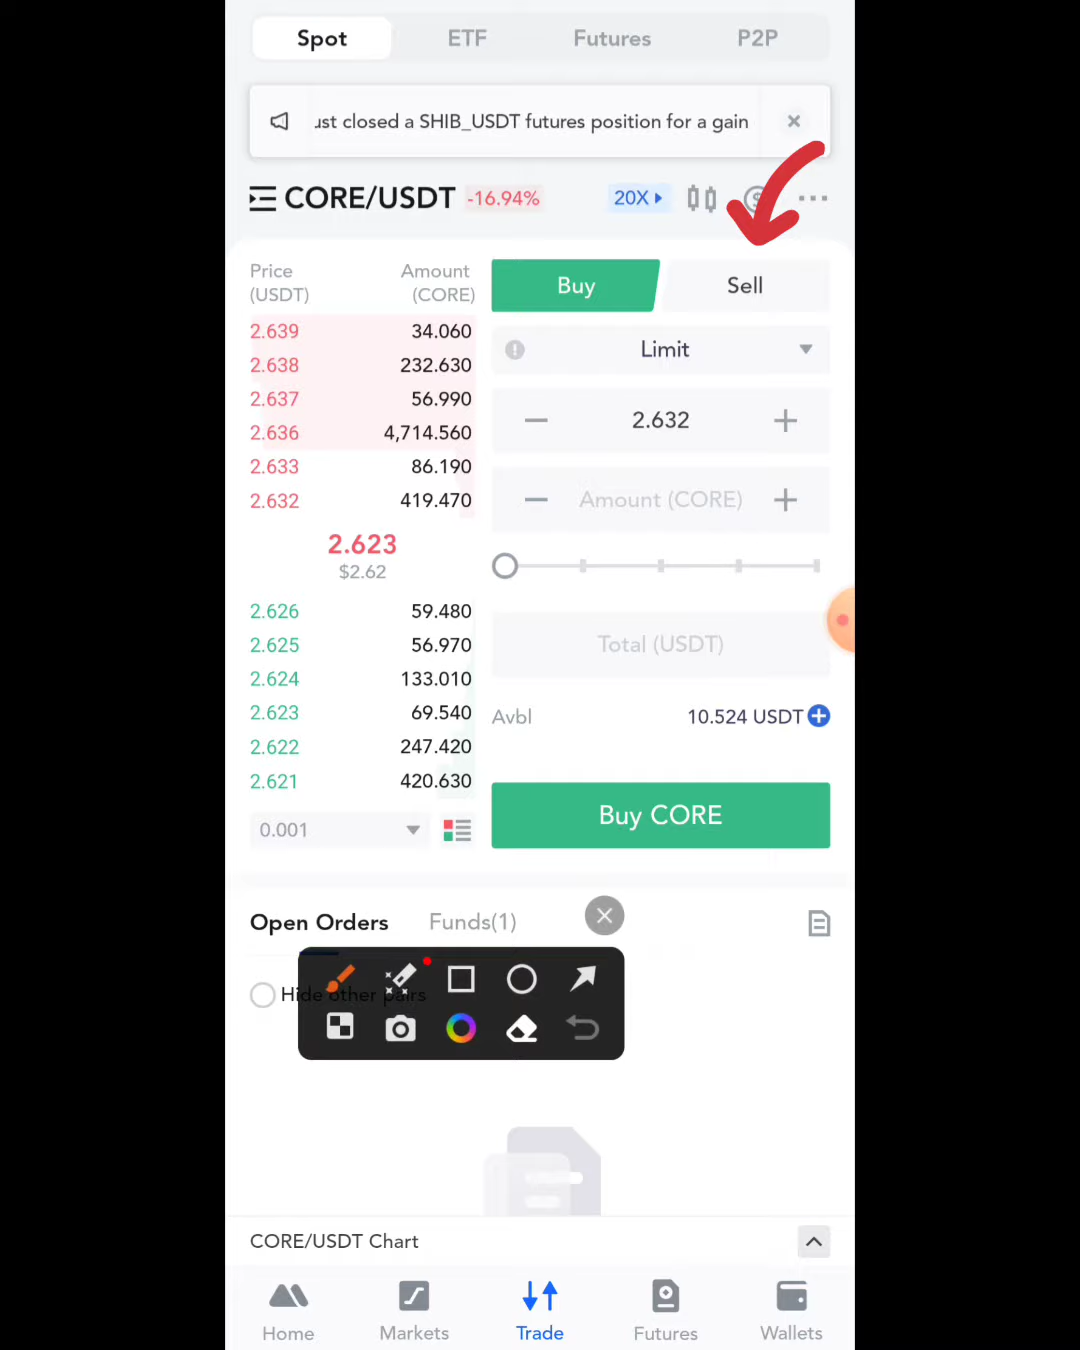 Spot ETF Futures P2P
ust closed a SHIB_USDT futures position for a gain
CORE/USDT -16.94% 20X
Price (USDT) Amount (CORE)
2.639 34.060
2.638 232.630
2.637 56.990
2.636 4,714.560
2.633 86.190
2.632 419.470
2.623
$2.62
2.626 59.480
2.625 56.970
2.624 133.010
2.623 69.540
2.622 247.420
2.621 420.630
0.001
Buy Sell
Limit
2.632
Amount (CORE)
Total (USDT)
Avbl 10.524 USDT
Buy CORE
Open Orders Funds(1)
Hide other pairs
CORE/USDT Chart
Home Markets Trade Futures Wallets